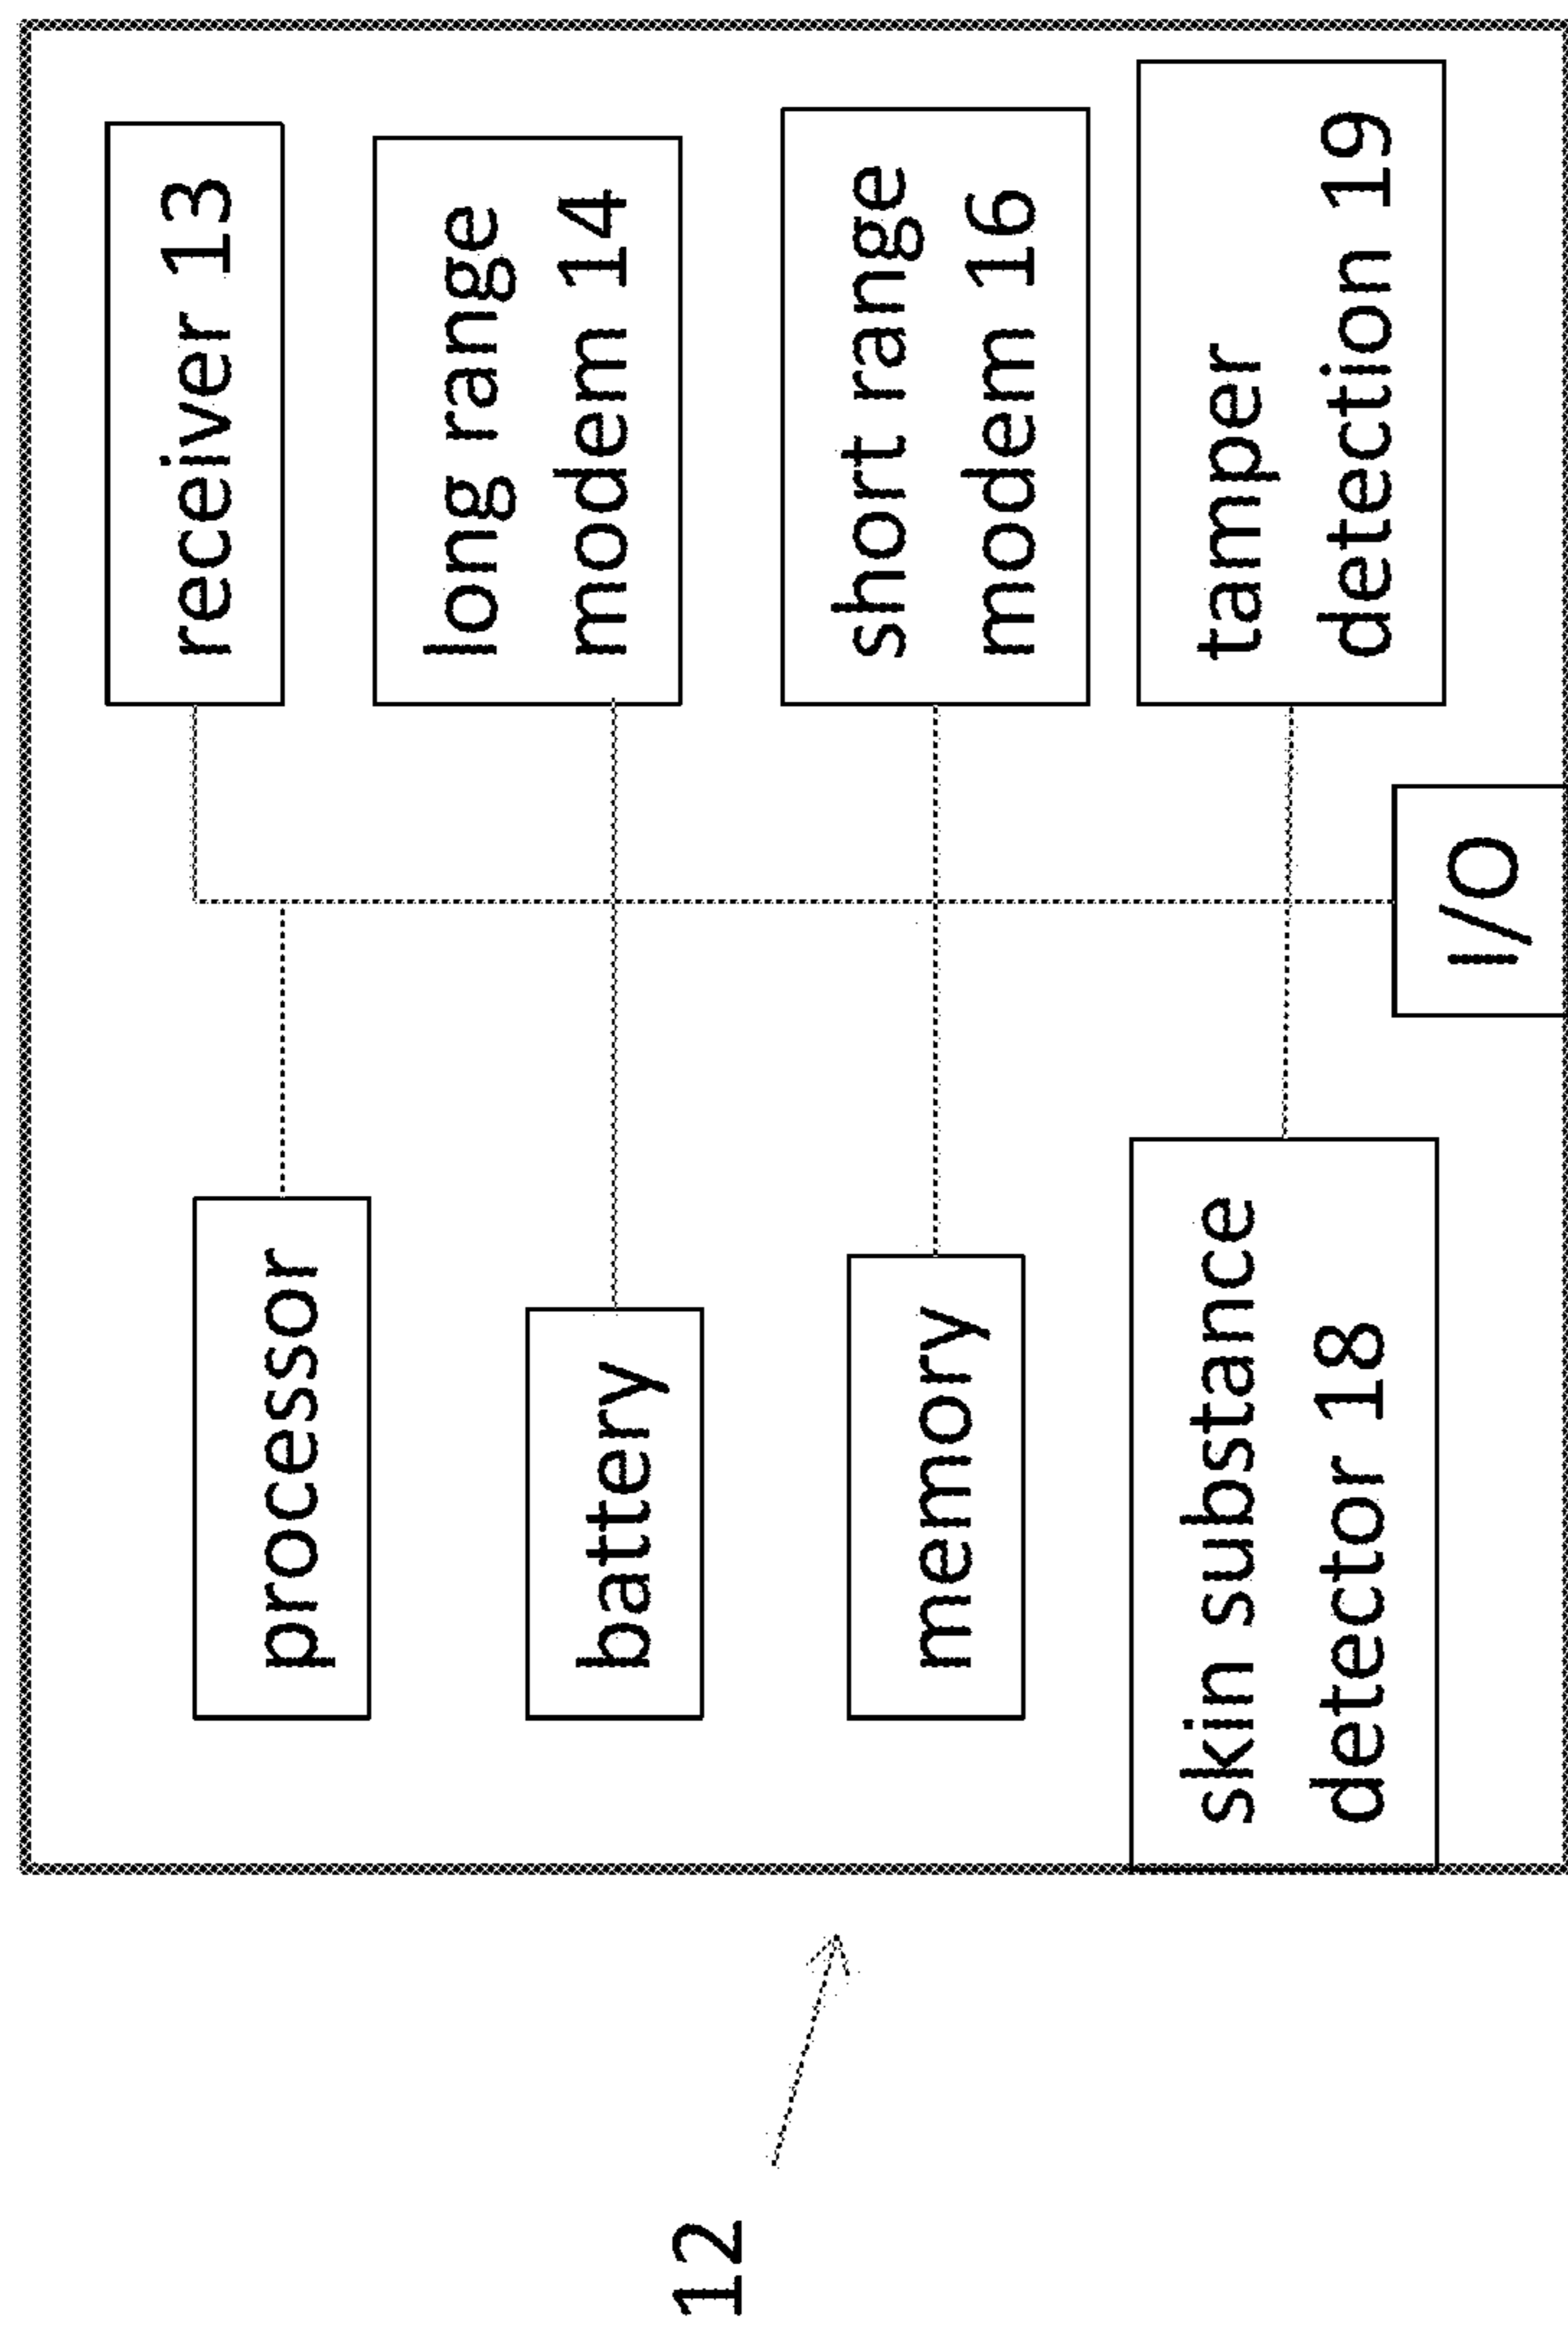 12
processor
receiver 13
battery
long range
modem 14
memory
short range
modem 16
skin substance
detector 18
tamper
detection 19
I/O